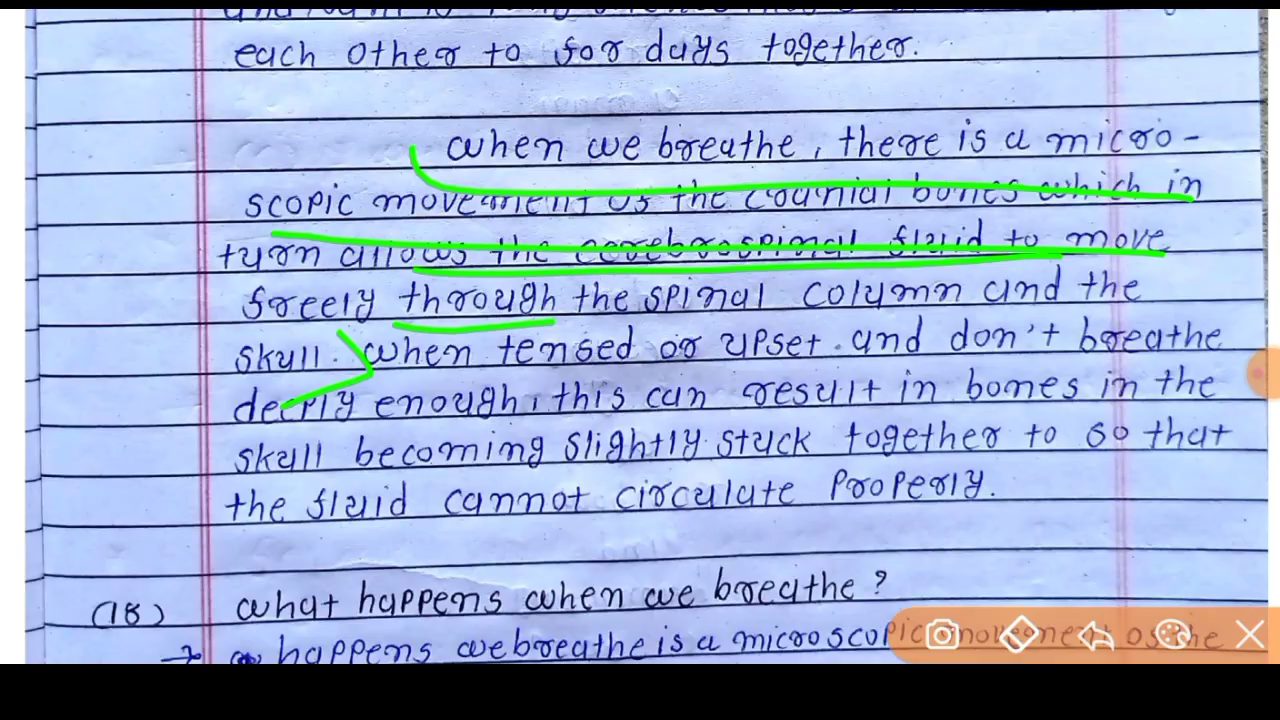 each other to for days together.
when we breathe, there is a micro-
scopic movement of the cranial bones which in
turn allows the cerebrospinal fluid to move
freely through the spinal column and the
skull. when tensed or upset. and don't breathe
deeply enough, this can result in bones in the
skull becoming slightly stuck together to so that
the fluid cannot circulate properly.
(18) what happens when we breathe?
→ happens we breathe is a microscopic movement of the